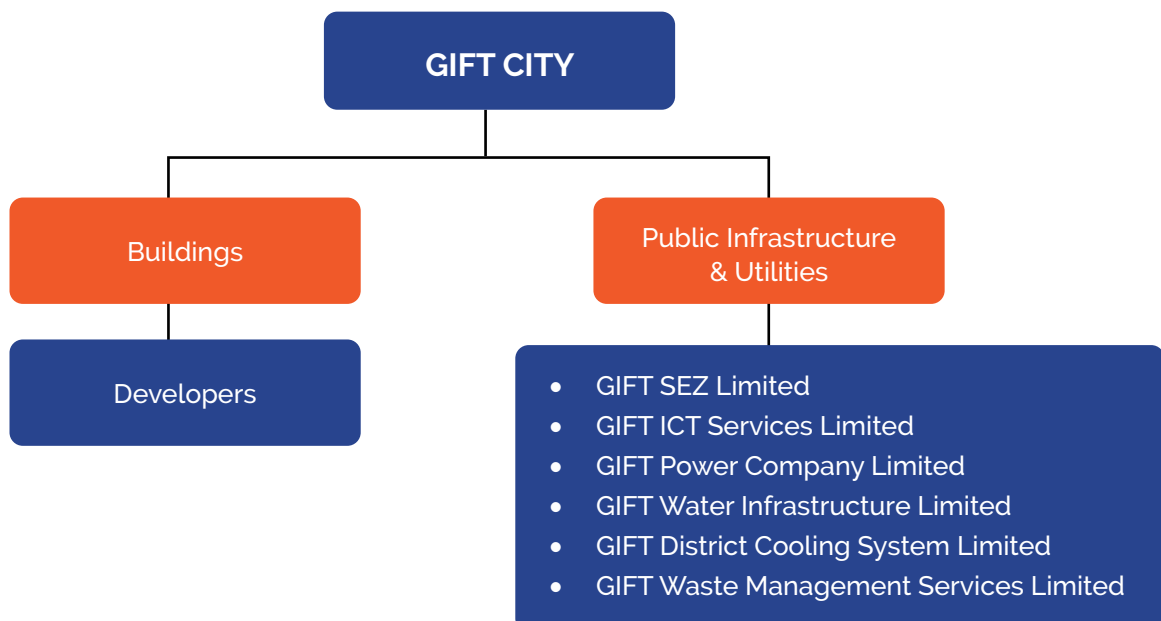 GIFT CITY
Buildings
Public Infrastructure
& Utilities
Developers
• GIFT SEZ Limited
• GIFT ICT Services Limited
• GIFT Power Company Limited
• GIFT Water Infrastructure Limited
• GIFT District Cooling System Limited
• GIFT Waste Management Services Limited